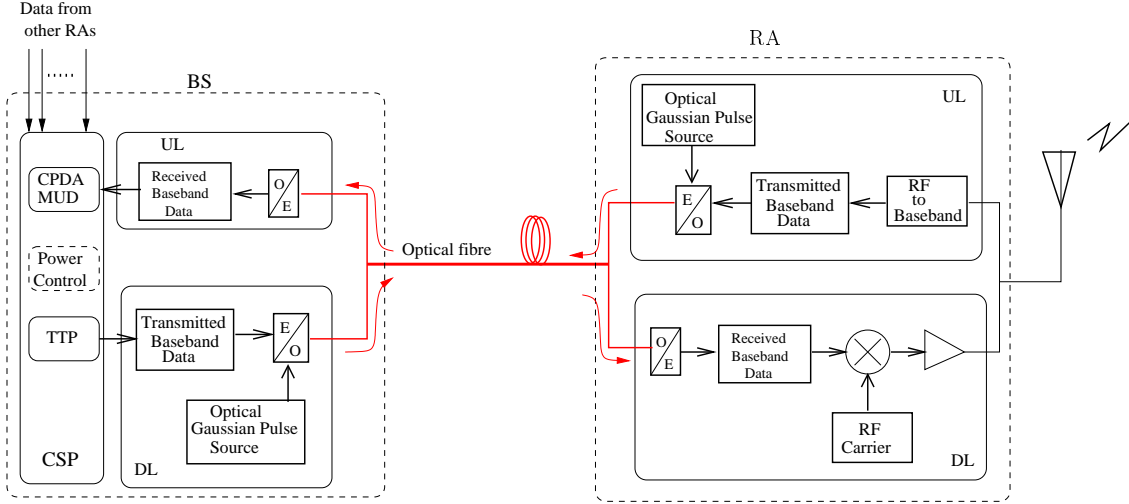 Data from
other RAs
BS
CPDA
MUD
Power
Control
TTP
CSP
UL
Received
Baseband
Data
O
E
Transmitted
Baseband
Data
E
O
Optical
Gaussian Pulse
Source
DL
Optical fibre
RA
UL
Optical
Gaussian Pulse
Source
E
O
Transmitted
Baseband
Data
RF
to
Baseband
O
E
Received
Baseband
Data
RF
Carrier
DL